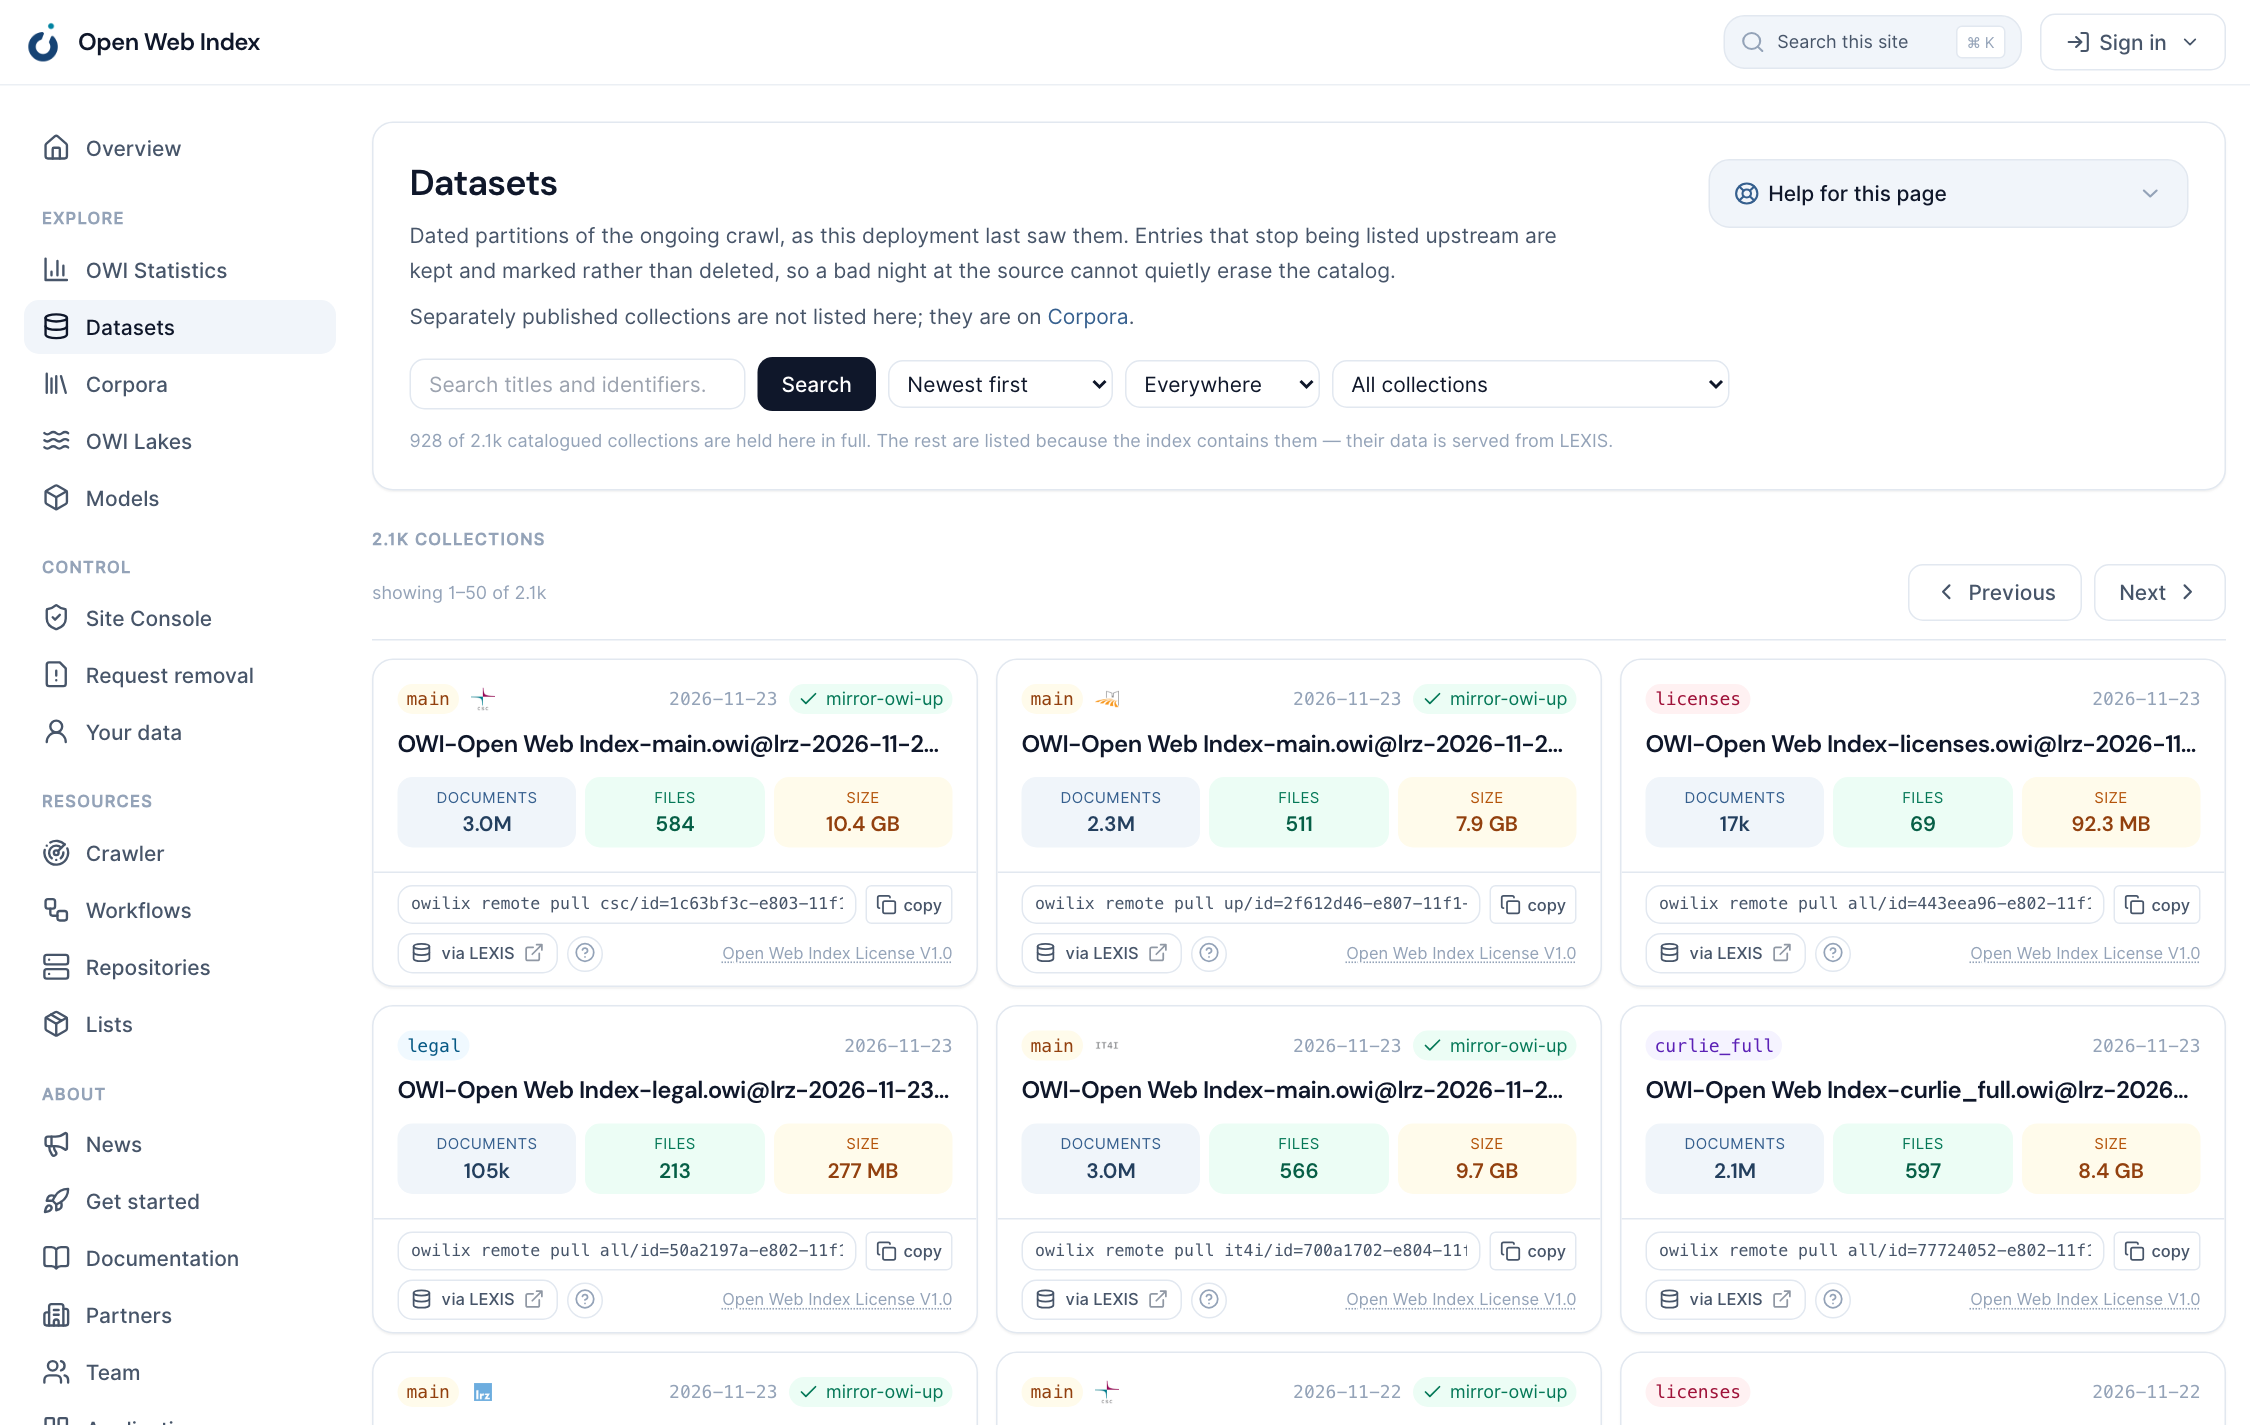 Open Web Index
Search this site
⌘ K
Sign in
Overview
EXPLORE
OWI Statistics
Datasets
Corpora
OWI Lakes
Models
CONTROL
Site Console
Request removal
Your data
RESOURCES
Crawler
Workflows
Repositories
Lists
ABOUT
News
Get started
Documentation
Partners
Team
Datasets
Help for this page
Dated partitions of the ongoing crawl, as this deployment last saw them. Entries that stop being listed upstream are
kept and marked rather than deleted, so a bad night at the source cannot quietly erase the catalog.
Separately published collections are not listed here; they are on Corpora.
Search titles and identifiers.
Search
Newest first
Everywhere
All collections
928 of 2.1k catalogued collections are held here in full. The rest are listed because the index contains them — their data is served from LEXIS.
2.1K COLLECTIONS
showing 1–50 of 2.1k
Previous
Next
main
csc
2026-11-23
mirror-owi-up
OWI-Open Web Index-main.owi@lrz-2026-11-2...
DOCUMENTS
3.0M
FILES
584
SIZE
10.4 GB
owilix remote pull csc/id=1c63bf3c-e803-11f1
copy
via LEXIS
?
Open Web Index License V1.0
main
2026-11-23
mirror-owi-up
OWI-Open Web Index-main.owi@lrz-2026-11-2...
DOCUMENTS
2.3M
FILES
511
SIZE
7.9 GB
owilix remote pull up/id=2f612d46-e807-11f1-
copy
via LEXIS
?
Open Web Index License V1.0
licenses
2026-11-23
OWI-Open Web Index-licenses.owi@lrz-2026-11...
DOCUMENTS
17k
FILES
69
SIZE
92.3 MB
owilix remote pull all/id=443eea96-e802-11f1
copy
via LEXIS
?
Open Web Index License V1.0
legal
2026-11-23
OWI-Open Web Index-legal.owi@lrz-2026-11-23...
DOCUMENTS
105k
FILES
213
SIZE
277 MB
owilix remote pull all/id=50a2197a-e802-11f1
copy
via LEXIS
?
Open Web Index License V1.0
main
IT4I
2026-11-23
mirror-owi-up
OWI-Open Web Index-main.owi@lrz-2026-11-2...
DOCUMENTS
3.0M
FILES
566
SIZE
9.7 GB
owilix remote pull it4i/id=700a1702-e804-11f
copy
via LEXIS
?
Open Web Index License V1.0
curlie_full
2026-11-23
OWI-Open Web Index-curlie_full.owi@lrz-2026...
DOCUMENTS
2.1M
FILES
597
SIZE
8.4 GB
owilix remote pull all/id=77724052-e802-11f1
copy
via LEXIS
?
Open Web Index License V1.0
main
lrz
2026-11-23
mirror-owi-up
main
csc
2026-11-22
mirror-owi-up
licenses
2026-11-22